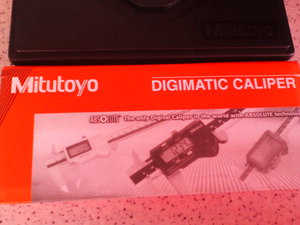 Mitutoyo
Mitutoyo DIGIMATIC CALIPER
ABSOLUTE The only Digital Caliper in the world with ABSOLUTE technolo